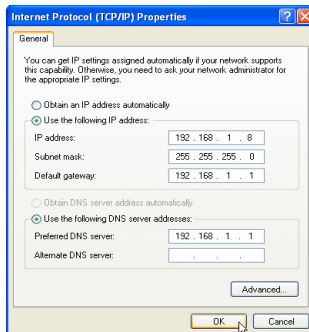 Internet Protocol (TCP/IP) Properties
General
You can get IP settings assigned automatically if your network supports
this capability. Otherwise, you need to ask your network administrator for
the appropriate IP settings.
Obtain an IP address automatically
Use the following IP address:
IP address: 192 . 168 . 1 . 8
Subnet mask: 255 . 255 . 255 . 0
Default gateway: 192 . 168 . 1 . 1
Obtain DNS server address automatically
Use the following DNS server addresses:
Preferred DNS server: 192 . 168 . 1 . 1
Alternate DNS server: . . .
Advanced...
OK Cancel